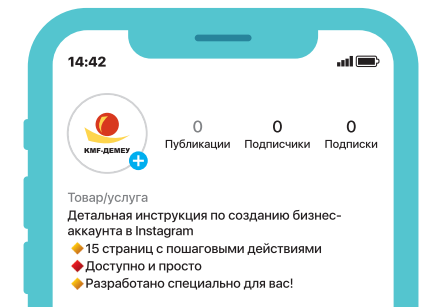 14:42
KMF-ДЕМЕУ
0 0 0
Публикации Подписчики Подписки
Товар/услуга
Детальная инструкция по созданию бизнес-
аккаунта в Instagram
15 страниц с пошаговыми действиями
Доступно и просто
Разработано специально для вас!